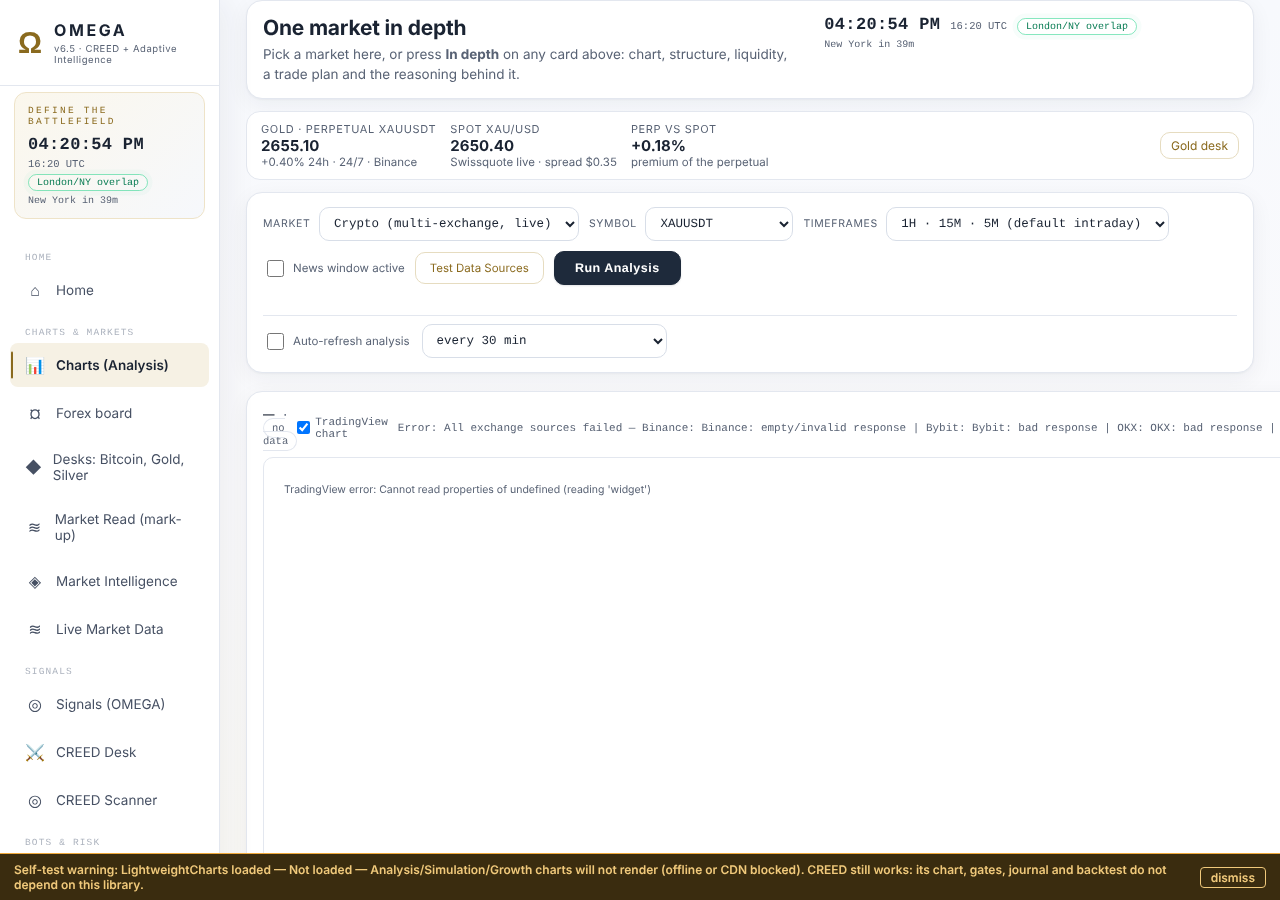 Ω OMEGA
v6.5 · CREED + Adaptive
Intelligence
DEFINE THE
BATTLEFIELD
04:20:54 PM
16:20 UTC
London/NY overlap
New York in 39m
HOME
Home
CHARTS & MARKETS
Charts (Analysis)
Forex board
Desks: Bitcoin, Gold,
Silver
Market Read (mark-
up)
Market Intelligence
Live Market Data
SIGNALS
Signals (OMEGA)
CREED Desk
CREED Scanner
BOTS & RISK
One market in depth
Pick a market here, or press In depth on any card above: chart, structure, liquidity,
a trade plan and the reasoning behind it.
04:20:54 PM 16:20 UTC London/NY overlap
New York in 39m
GOLD · PERPETUAL XAUUSDT
2655.10
+0.40% 24h · 24/7 · Binance
SPOT XAU/USD
2650.40
Swissquote live · spread $0.35
PERP VS SPOT
+0.18%
premium of the perpetual
Gold desk
MARKET Crypto (multi-exchange, live) SYMBOL XAUUSDT TIMEFRAMES 1H · 15M · 5M (default intraday)
News window active Test Data Sources Run Analysis
Auto-refresh analysis every 30 min
— ·
no
data
TradingView
chart
Error: All exchange sources failed — Binance: Binance: empty/invalid response | Bybit: Bybit: bad response | OKX: OKX: bad response |
TradingView error: Cannot read properties of undefined (reading 'widget')
Self-test warning: LightweightCharts loaded — Not loaded — Analysis/Simulation/Growth charts will not render (offline or CDN blocked). CREED still works: its chart, gates, journal and backtest do not
depend on this library.
dismiss